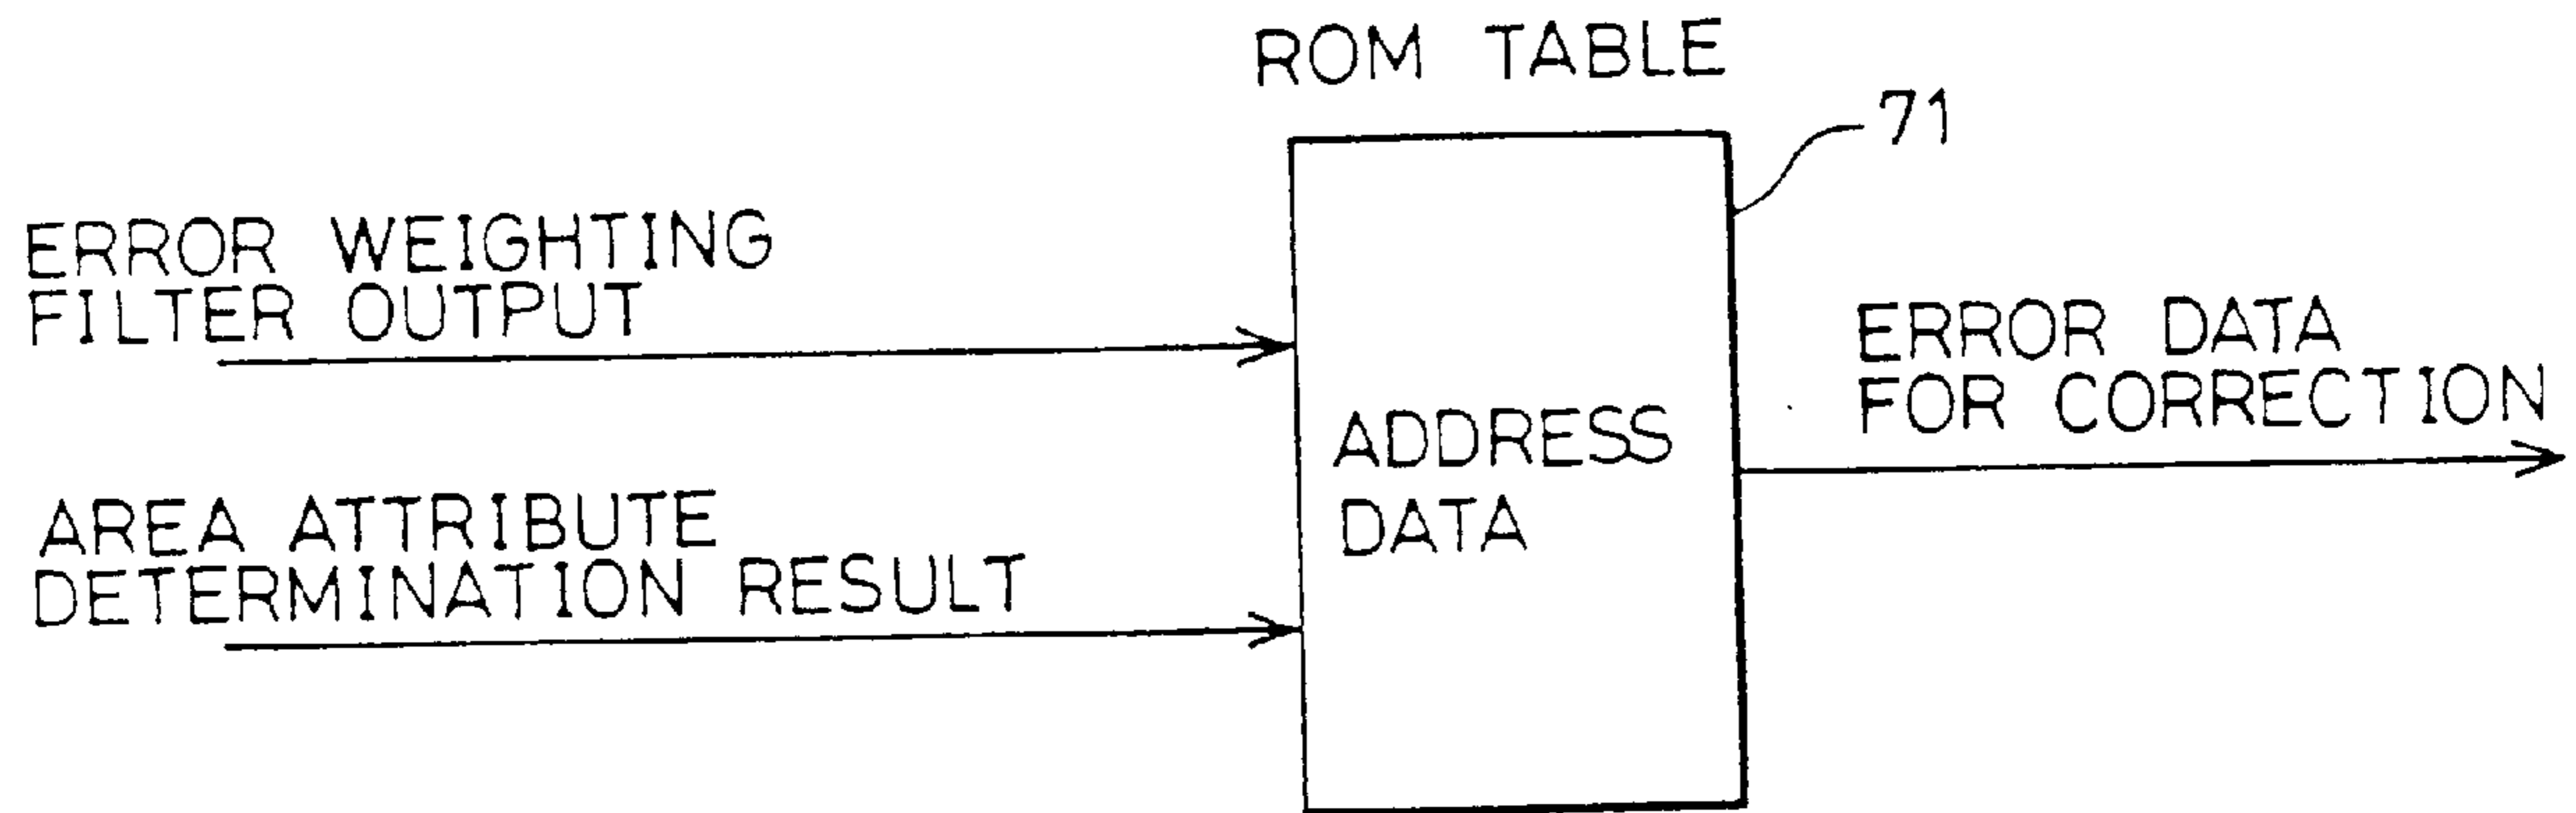 ROM TABLE
71
ERROR WEIGHTING
FILTER OUTPUT
ERROR DATA
FOR CORRECTION
ADDRESS
DATA
AREA ATTRIBUTE
DETERMINATION RESULT